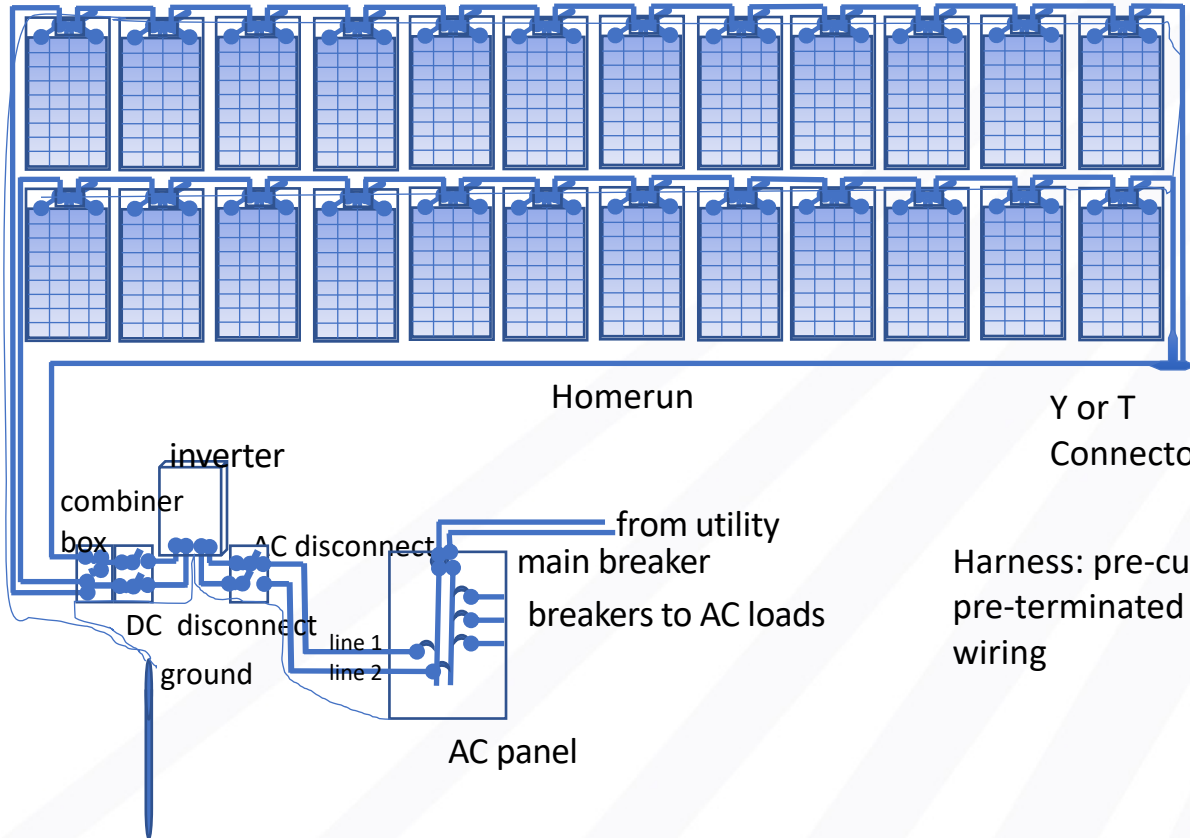 Homerun
Y or T
Connecto
inverter
combiner
box
AC disconnect
from utility
main breaker
breakers to AC loads
Harness: pre-cu
pre-terminated
wiring
DC disconnect
line 1
line 2
ground
AC panel